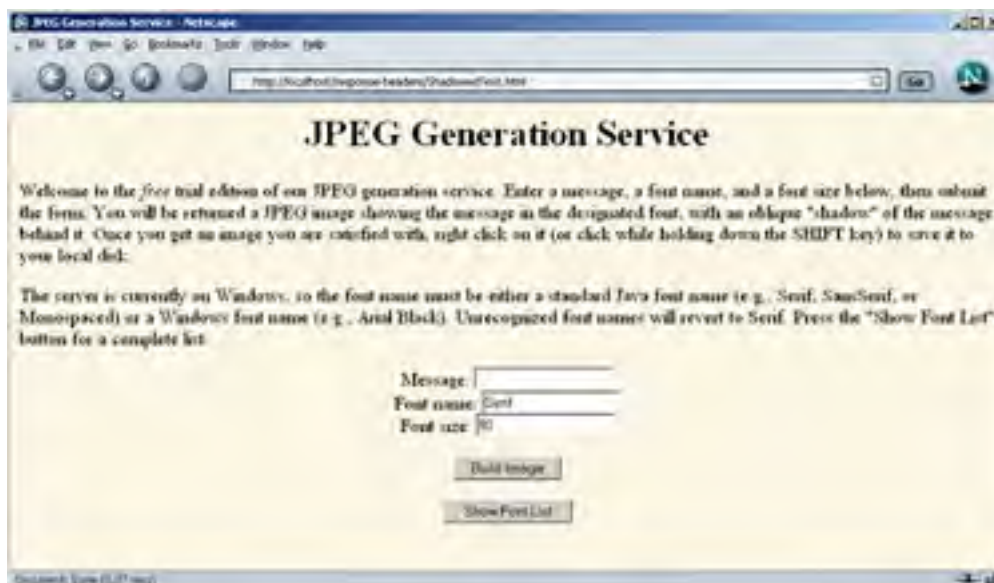 JPEG Generation Service - Netscape
File Edit View Go Bookmarks Tools Window Help
http://localhost/response-headers/ShadowedText.html Go
JPEG Generation Service
Welcome to the free trial edition of our JPEG generation service. Enter a message, a font name, and a font size below, then submit
the form. You will be returned a JPEG image showing the message in the designated font, with an oblique "shadow" of the message
behind it. Once you get an image you are satisfied with, right click on it (or click while holding down the SHIFT key) to save it to
your local disk.
The server is currently on Windows, so the font name must be either a standard Java font name (e.g., Serif, SansSerif, or
Monospaced) or a Windows font name (e.g., Arial Black). Unrecognized font names will revert to Serif. Press the "Show Font List"
button for a complete list.
Message:
Font name: Serif
Font size:
Build Image
Show Font List